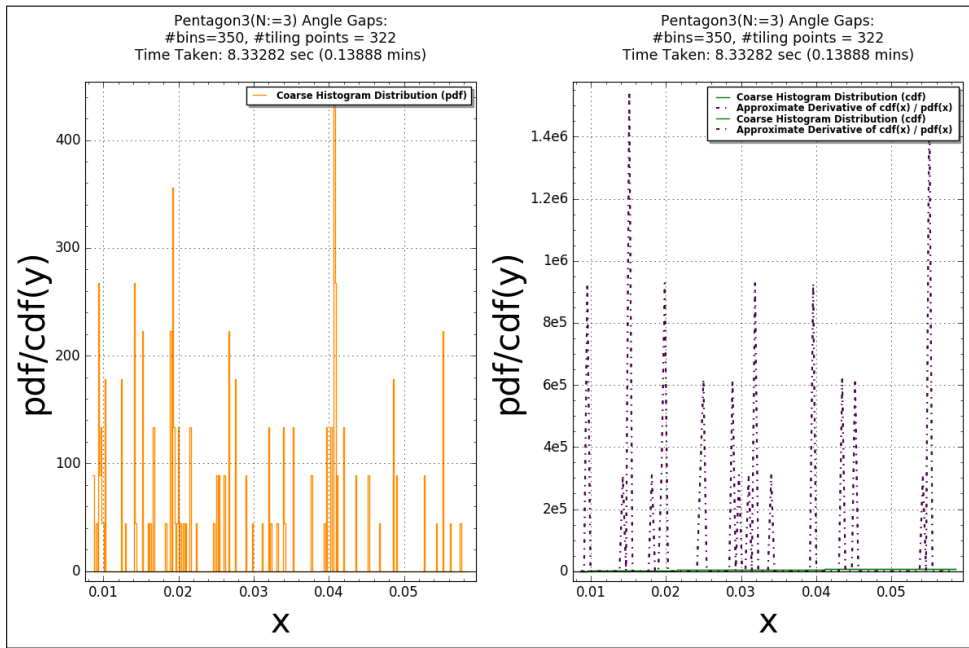 Pentagon3(N:=3) Angle Gaps:
#bins=350, #tiling points = 322
Time Taken: 8.33282 sec (0.13888 mins)
Coarse Histogram Distribution (pdf)
pdf/cdf(y)
400
300
200
100
0
0.01 0.02 0.03 0.04 0.05
x
Pentagon3(N:=3) Angle Gaps:
#bins=350, #tiling points = 322
Time Taken: 8.33282 sec (0.13888 mins)
Coarse Histogram Distribution (cdf)
Approximate Derivative of cdf(x) / pdf(x)
Coarse Histogram Distribution (cdf)
Approximate Derivative of cdf(x) / pdf(x)
pdf/cdf(y)
1.4e6
1.2e6
1e6
8e5
6e5
4e5
2e5
0
0.01 0.02 0.03 0.04 0.05
x